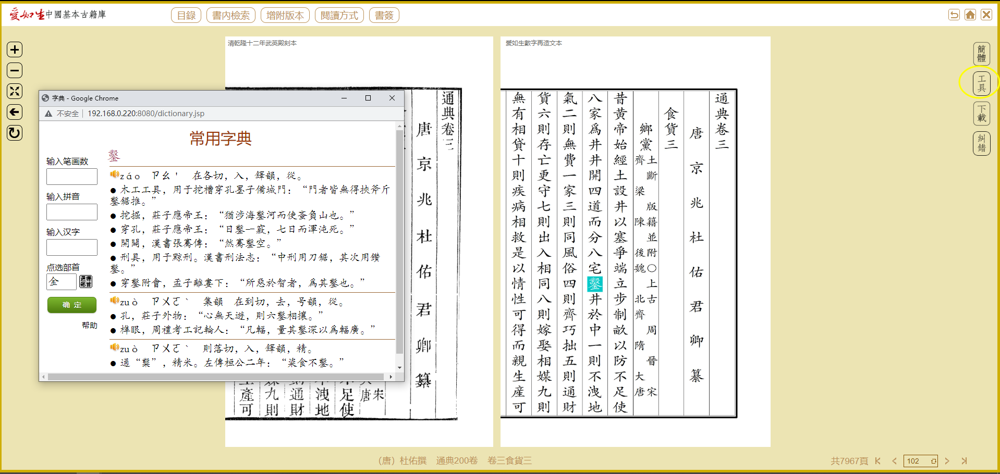 愛如生中國基本古籍庫
目錄
書內檢索
增附版本
閱讀方式
書簽
清乾隆十二年武英殿刻本
愛如生數字再造文本
簡體
工具
下載
糾錯
字典 - Google Chrome
不安全
192.168.0.220:8080/dictionary.jsp
常用字典
输入笔画数
输入拼音
输入汉字
点选部首
金
選擇部首
确 定
帮助
鑿
záo ㄗㄠˊ 在各切，入，鐸韻，從。
● 木工工具，用于挖槽穿孔墨子備城門：“門者皆無得挾斧斤
鑿鋸推。”
● 挖掘，莊子應帝王：“猶涉海鑿河而使蚉負山也。”
● 穿孔，莊子應帝王：“日鑿一竅，七日而渾沌死。”
● 開闢，漢書張騫傳：“然騫鑿空。”
● 刑具，用于黥刑。漢書刑法志：“中刑用刀鋸，其次用鑽
鑿。”
● 穿鑿附會，孟子離婁下：“所惡於智者，爲其鑿也。”
zuò ㄗㄨㄛˋ 集韻 在到切，去，号韻，從。
● 孔，莊子外物：“心無天遊，則六鑿相攘。”
● 榫眼，周禮考工記輪人：“凡輻，量其鑿深以爲輻廣。”
zuò ㄗㄨㄛˋ 則落切，入，鐸韻，精。
● 通“糳”，精米。左傳桓公二年：“粢食不鑿。”
通典卷三
唐京兆杜佑君卿纂
唐 宋
足使
洩地
通財
九則
產可
通典卷三
唐京兆杜佑君卿纂
食貨三
鄉黨 土斷 版籍並附〇上古 周 晉 宋
齊 梁 陳 後魏 北齊 隋 大唐
昔黃帝始經土設井以塞爭端立步制畝以防不足使
八家爲井井開四道而分八宅鑿井於中一則不洩地
氣二則無費一家三則同風俗四則齊巧拙五則通財
貨六則存亡更守七則出入相同八則嫁娶相媒九則
無有相貸十則疾病相救是以情性可得而親生産可
（唐）杜佑撰 通典200卷 卷三食貨三
共7967頁
102